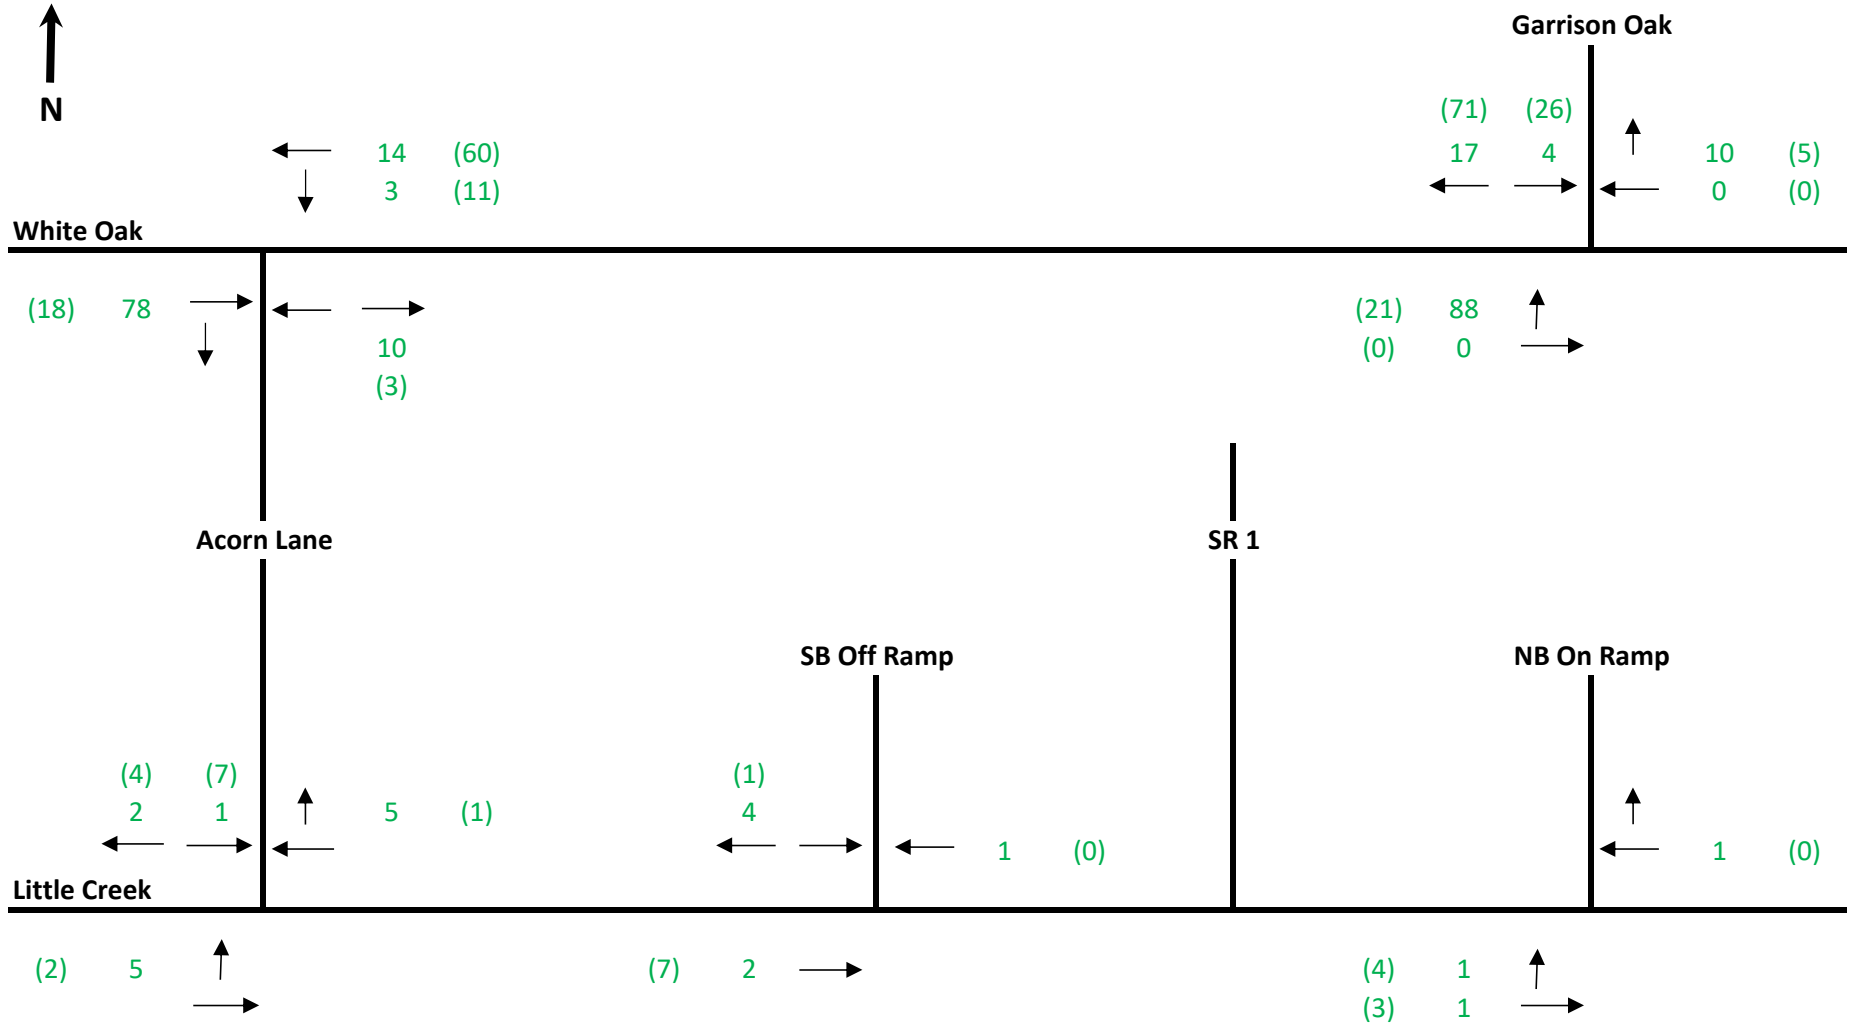 Garrison Oak
N
(71) (26)
14 (60)
17 4
10 (5)
3 (11)
0 (0)
White Oak
(18) 78
(21) 88
10
(0) 0
(3)
Acorn Lane
SR 1
SB Off Ramp
NB On Ramp
(4) (7)
(1)
2 1
5 (1)
4
1 (0)
1 (0)
Little Creek
(2) 5
(7) 2
(4) 1
(3) 1